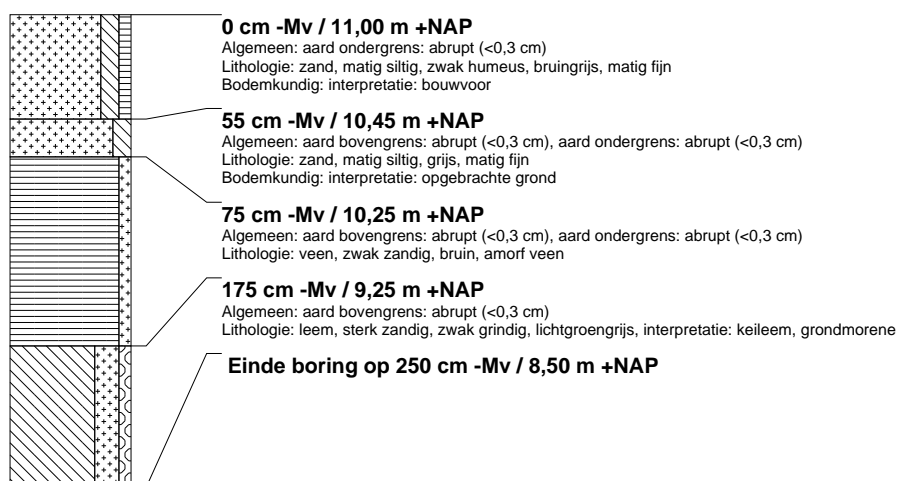 0 cm -Mv / 11,00 m +NAP
Algemeen: aard ondergrens: abrupt (<0,3 cm)
Lithologie: zand, matig siltig, zwak humeus, bruingrijs, matig fijn
Bodemkundig: interpretatie: bouwvoor
55 cm -Mv / 10,45 m +NAP
Algemeen: aard bovengrens: abrupt (<0,3 cm), aard ondergrens: abrupt (<0,3 cm)
Lithologie: zand, matig siltig, grijs, matig fijn
Bodemkundig: interpretatie: opgebrachte grond
75 cm -Mv / 10,25 m +NAP
Algemeen: aard bovengrens: abrupt (<0,3 cm), aard ondergrens: abrupt (<0,3 cm)
Lithologie: veen, zwak zandig, bruin, amorf veen
175 cm -Mv / 9,25 m +NAP
Algemeen: aard bovengrens: abrupt (<0,3 cm)
Lithologie: leem, sterk zandig, zwak grindig, lichtgroengrijs, interpretatie: keileem, grondmorene
Einde boring op 250 cm -Mv / 8,50 m +NAP